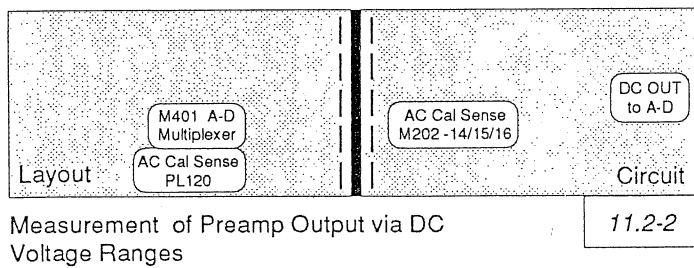 M401 A-D
Multiplexer
AC Cal Sense
PL120
Layout
AC Cal Sense
M202 -14/15/16
DC OUT
to A-D
Circuit
Measurement of Preamp Output via DC
Voltage Ranges
11.2-2